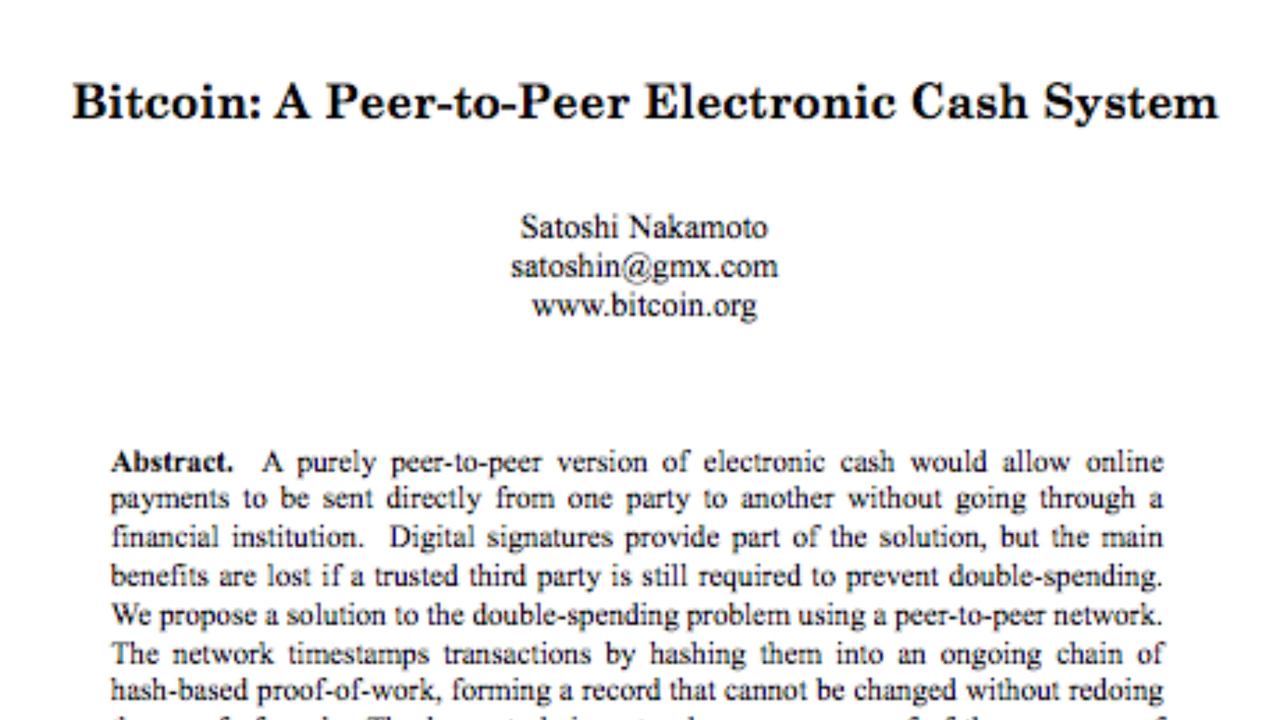 Bitcoin: A Peer-to-Peer Electronic Cash System
Satoshi Nakamoto
satoshin@gmx.com
www.bitcoin.org
Abstract. A purely peer-to-peer version of electronic cash would allow online
payments to be sent directly from one party to another without going through a
financial institution. Digital signatures provide part of the solution, but the main
benefits are lost if a trusted third party is still required to prevent double-spending.
We propose a solution to the double-spending problem using a peer-to-peer network.
The network timestamps transactions by hashing them into an ongoing chain of
hash-based proof-of-work, forming a record that cannot be changed without redoing